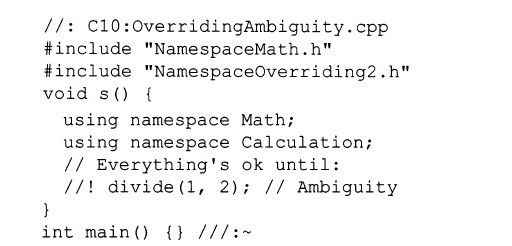 //: C10:OverridingAmbiguity.cpp
#include "NamespaceMath.h"
#include "NamespaceOverriding2.h"
void s() {
  using namespace Math;
  using namespace Calculation;
  // Everything's ok until:
  //! divide(1, 2); // Ambiguity
}
int main() {} ///:~